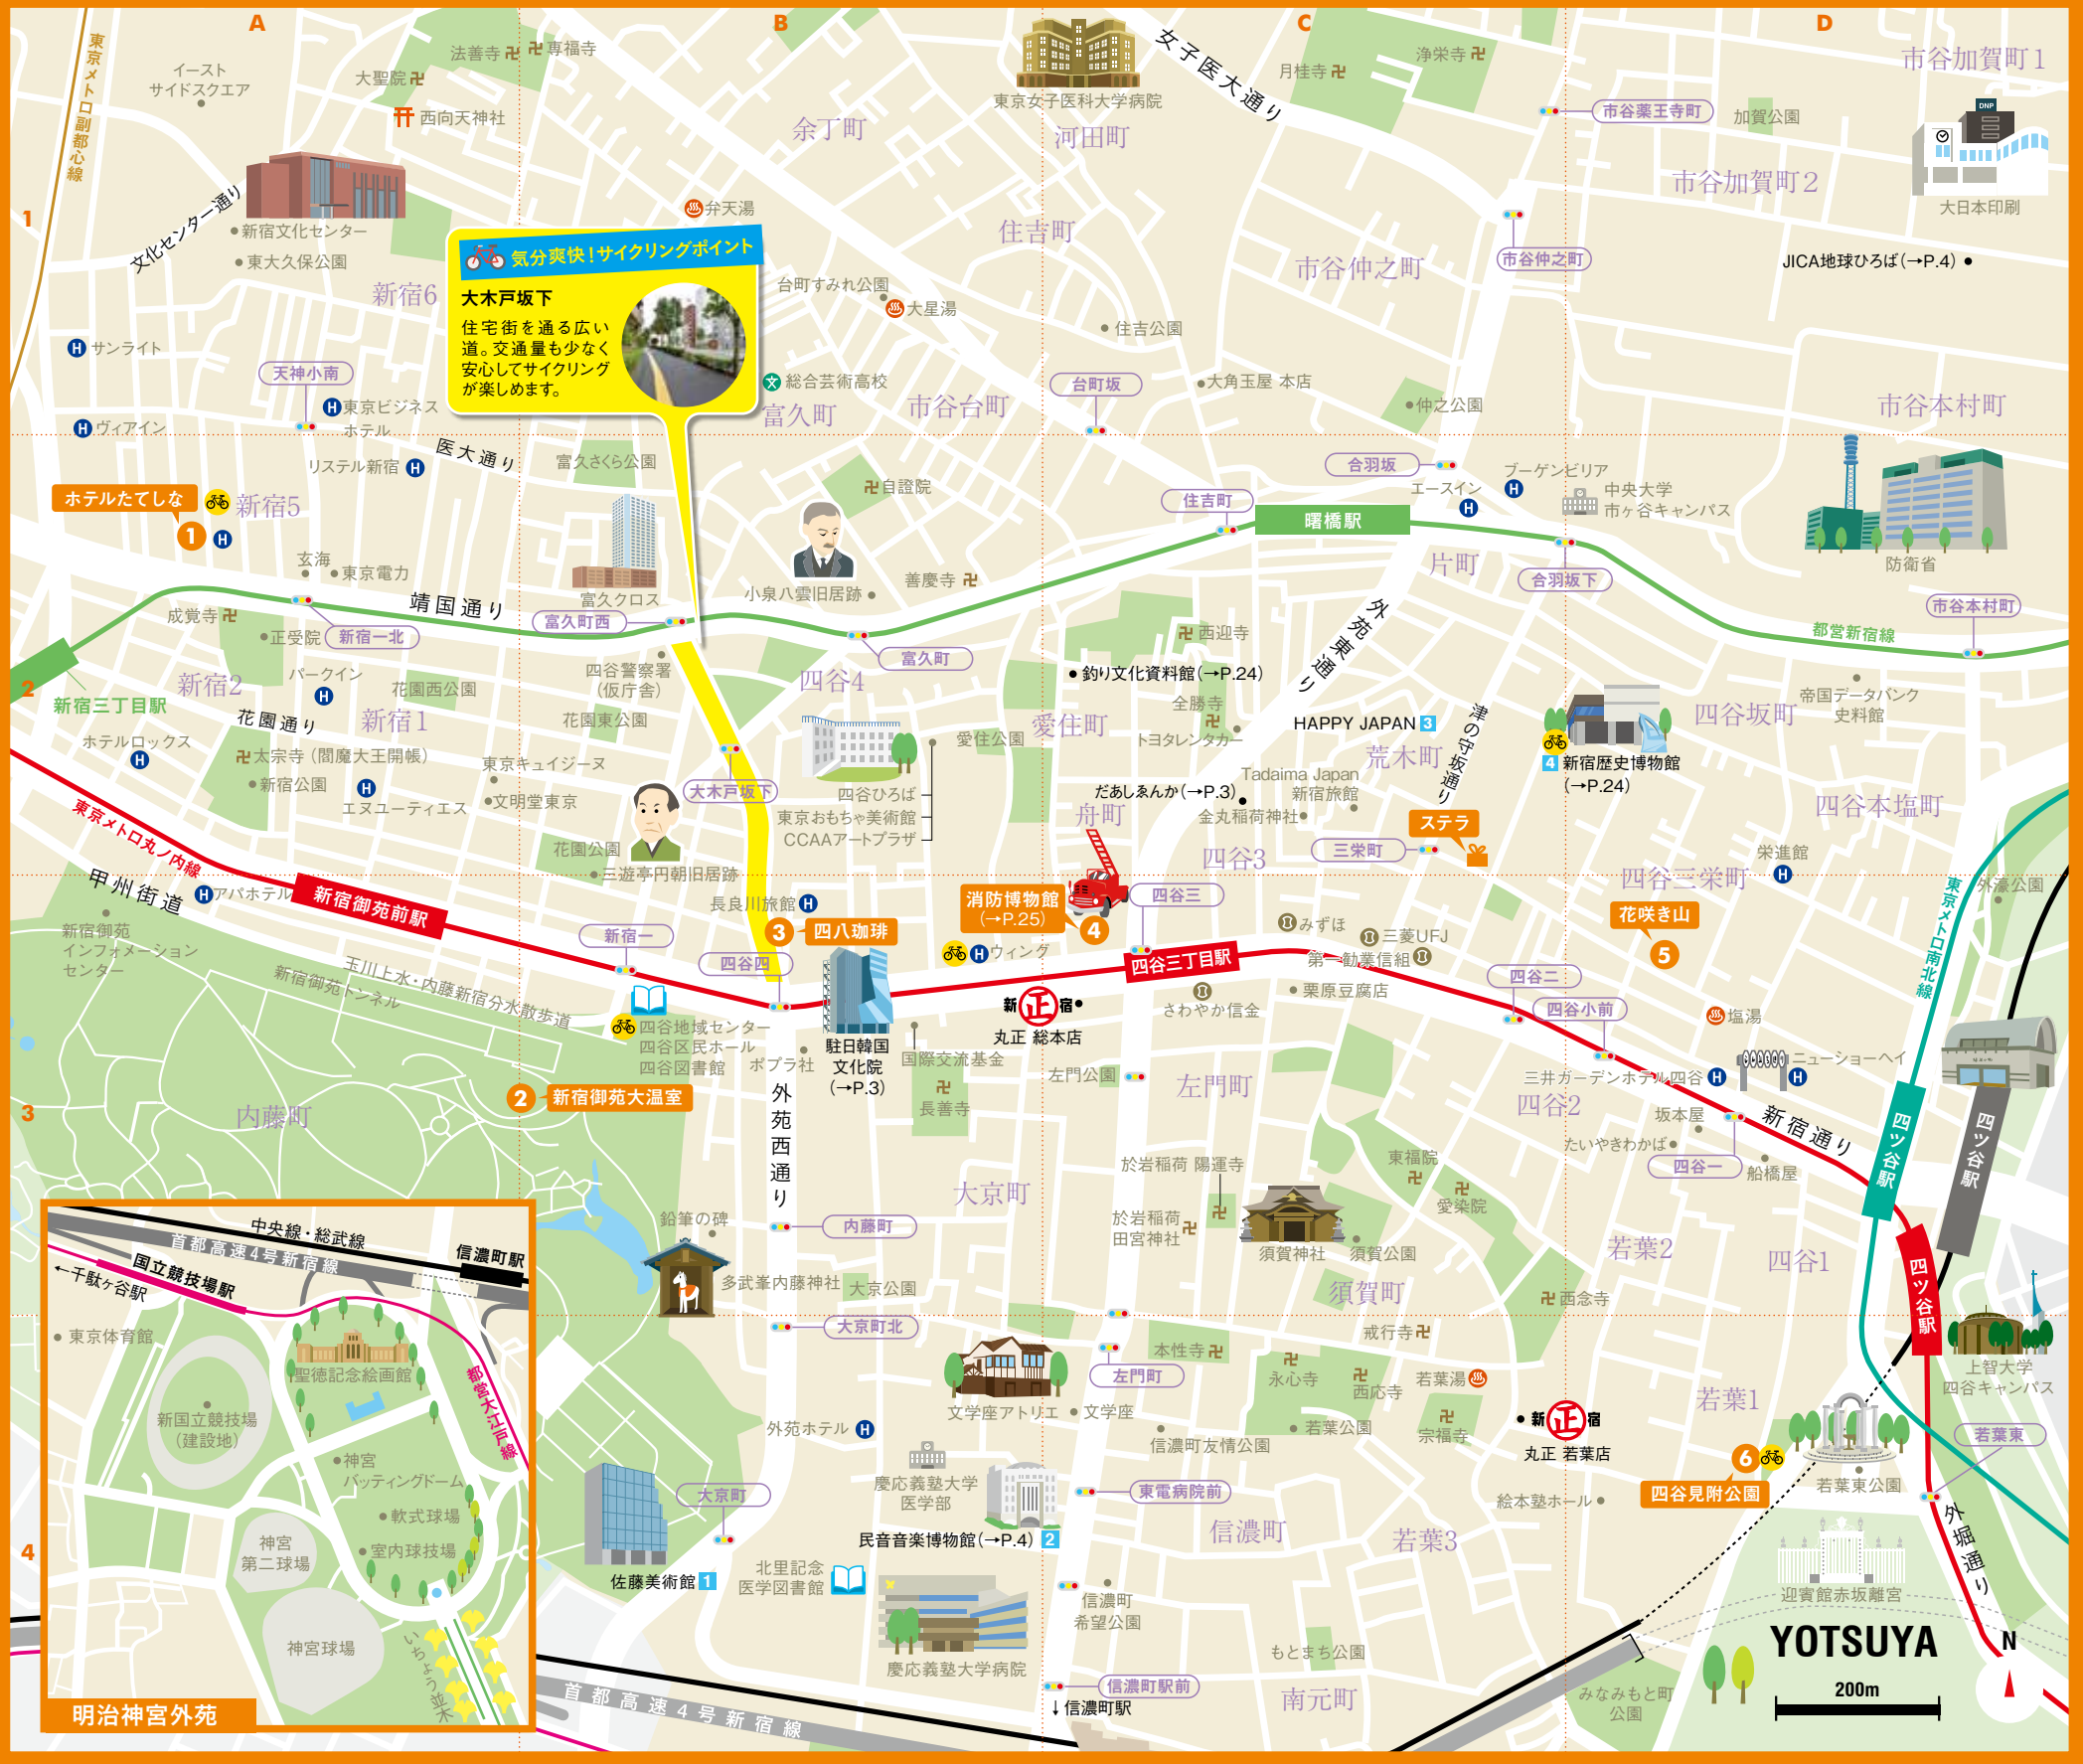 A
B
C
D
東京メトロ副都心線
イースト
サイドスクエア
法善寺
専福寺
大聖院
西向天神社
東京女子医科大学病院
女子医大通り
月桂寺
浄栄寺
市谷加賀町1
市谷薬王寺町
加賀公園
DNP
大日本印刷
余丁町
河田町
市谷加賀町2
1
文化センター通り
新宿文化センター
東大久保公園
新宿6
弁天湯
気分爽快!サイクリングポイント
大木戸坂下
住宅街を通る広い
道。交通量も少なく
安心してサイクリング
が楽しめます。
住吉町
市谷仲之町
市谷仲之町
JICA地球ひろば(→P.4)
台町すみれ公園
大星湯
住吉公園
サンライト
天神小南
東京ビジネス
ホテル
ヴィアイン
総合芸術高校
富久町
市谷台町
台町坂
大角玉屋 本店
仲之公園
市谷本村町
医大通り
リステル新宿
富久さくら公園
自證院
住吉町
合羽坂
エースイン
ブーゲンビリア
中央大学
市ヶ谷キャンパス
曙橋駅
防衛省
ホテルたてしな
1
新宿5
玄海
東京電力
富久クロス
小泉八雲旧居跡
善慶寺
片町
合羽坂下
市谷本村町
都営新宿線
靖国通り
成覚寺
正受院
新宿一北
富久町西
富久町
西迎寺
外苑東通り
2
新宿三丁目駅
新宿2
パークイン
花園西公園
四谷警察署
(仮庁舎)
四谷4
釣り文化資料館(→P.24)
全勝寺
帝国データバンク
史料館
花園通り
新宿1
花園東公園
愛住町
愛住公園
トヨタレンタカー
HAPPY JAPAN 3
荒木町
津の守坂通り
四谷坂町
ホテルロックス
太宗寺(閻魔大王開帳)
新宿公園
エヌユーティエス
東京キュイジーヌ
文明堂東京
大木戸坂下
四谷ひろば
東京おもちゃ美術館
CCAAアートプラザ
だあしゑんか(→P.3)
Tadaima Japan
新宿旅館
金丸稲荷神社
4 新宿歴史博物館
(→P.24)
四谷本塩町
東京メトロ丸ノ内線
花園公園
三遊亭円朝旧居跡
舟町
四谷3
三栄町
ステラ
栄進館
四谷三栄町
甲州街道
アパホテル
新宿御苑前駅
長良川旅館
3
四八珈琲
消防博物館
(→P.25)
4
四谷三
花咲き山
5
東京メトロ南北線
外濠公園
新宿御苑
インフォメーション
センター
新宿一
四谷四
ウィング
四谷三丁目駅
みずほ
三菱UFJ
第一勧業信組
四谷二
玉川上水・内藤新宿分水散歩道
新宿御苑トンネル
四谷地域センター
四谷区民ホール
四谷図書館
ポプラ社
駐日韓国
文化院
(→P.3)
国際交流基金
新
正
宿
丸正 総本店
さわやか信金
栗原豆腐店
四谷小前
塩湯
ニューショーヘイ
三井ガーデンホテル四谷
3
2
新宿御苑大温室
内藤町
外苑西通り
長善寺
左門公園
左門町
四谷2
坂本屋
たいやきわかば
四谷一
船橋屋
新宿通り
四ツ谷駅
四ツ谷駅
大京町
於岩稲荷 陽運寺
於岩稲荷
田宮神社
東福院
愛染院
須賀神社
須賀公園
若葉2
四谷1
鉛筆の碑
内藤町
多武峯内藤神社
大京公園
大京町北
須賀町
西念寺
四ツ谷駅
中央線・総武線
首都高速4号新宿線
信濃町駅
国立競技場駅
←千駄ヶ谷駅
東京体育館
聖徳記念絵画館
都営大江戸線
新国立競技場
(建設地)
神宮
バッティングドーム
軟式球場
室内球技場
神宮
第二球場
神宮球場
いちょう並木
明治神宮外苑
文学座アトリエ
文学座
左門町
本性寺
戒行寺
永心寺
西応寺
若葉湯
上智大学
四谷キャンパス
外苑ホテル
信濃町友情公園
若葉公園
宗福寺
新
正
宿
丸正 若葉店
若葉1
若葉東
若葉東公園
6
四谷見附公園
4
大京町
慶応義塾大学
医学部
民音音楽博物館(→P.4) 2
東電病院前
信濃町
若葉3
絵本塾ホール
外堀通り
佐藤美術館 1
北里記念
医学図書館
信濃町
希望公園
迎賓館赤坂離宮
慶応義塾大学病院
もとまち公園
信濃町駅前
↓信濃町駅
南元町
みなみもと町
公園
首都高速4号新宿線
YOTSUYA
200m
N